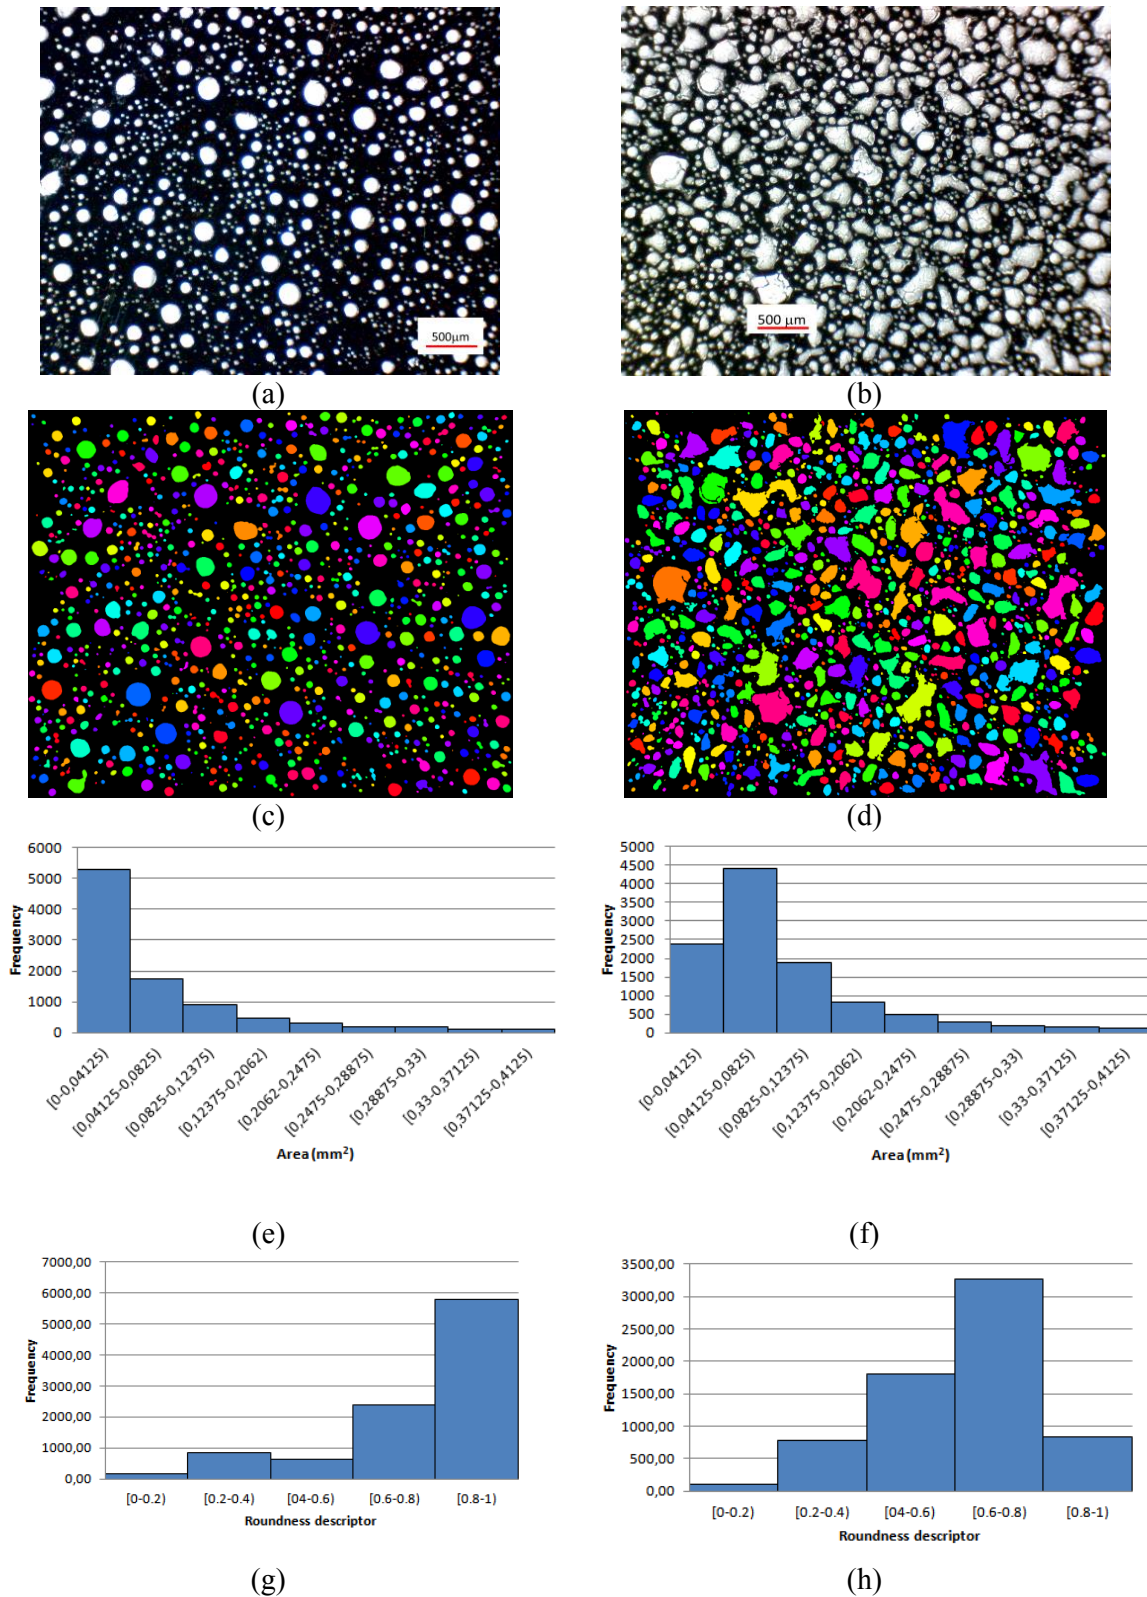 500µm
500 µm
(a)
(b)
(c)
(d)
6000
5000
4000
3000
2000
1000
0
Frequency
[0-0,04125)
[0,04125-0,0825)
[0,0825-0,12375)
[0,12375-0,2062)
[0,2062-0,2475)
[0,2475-0,28875)
[0,28875-0,33)
[0,33-0,37125)
[0,37125-0,4125)
Area (mm²)
5000
4500
4000
3500
3000
2500
2000
1500
1000
500
0
Frequency
[0-0,04125)
[0,04125-0,0825)
[0,0825-0,12375)
[0,12375-0,2062)
[0,2062-0,2475)
[0,2475-0,28875)
[0,28875-0,33)
[0,33-0,37125)
[0,37125-0,4125)
Area (mm²)
(e)
(f)
7000,00
6000,00
5000,00
4000,00
3000,00
2000,00
1000,00
0,00
Frequency
[0-0.2) [0.2-0.4) [04-0.6) [0.6-0.8) [0.8-1)
Roundness descriptor
3500,00
3000,00
2500,00
2000,00
1500,00
1000,00
500,00
0,00
Frequency
[0-0.2) [0.2-0.4) [04-0.6) [0.6-0.8) [0.8-1)
Roundness descriptor
(g)
(h)